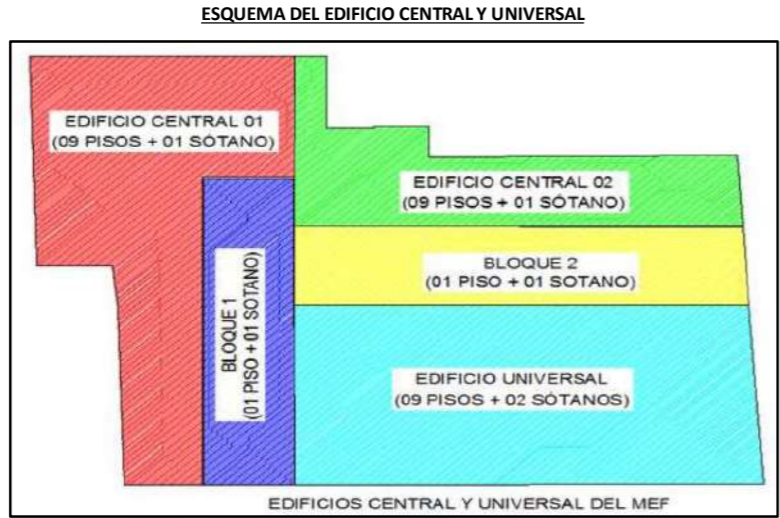 ESQUEMA DEL EDIFICIO CENTRAL Y UNIVERSAL
EDIFICIO CENTRAL 01
(09 PISOS + 01 SÓTANO)
EDIFICIO CENTRAL 02
(09 PISOS + 01 SÓTANO)
BLOQUE 2
(01 PISO + 01 SOTANO)
BLOQUE 1
(01 PISO + 01 SOTANO)
EDIFICIO UNIVERSAL
(09 PISOS + 02 SÓTANOS)
EDIFICIOS CENTRAL Y UNIVERSAL DEL MEF